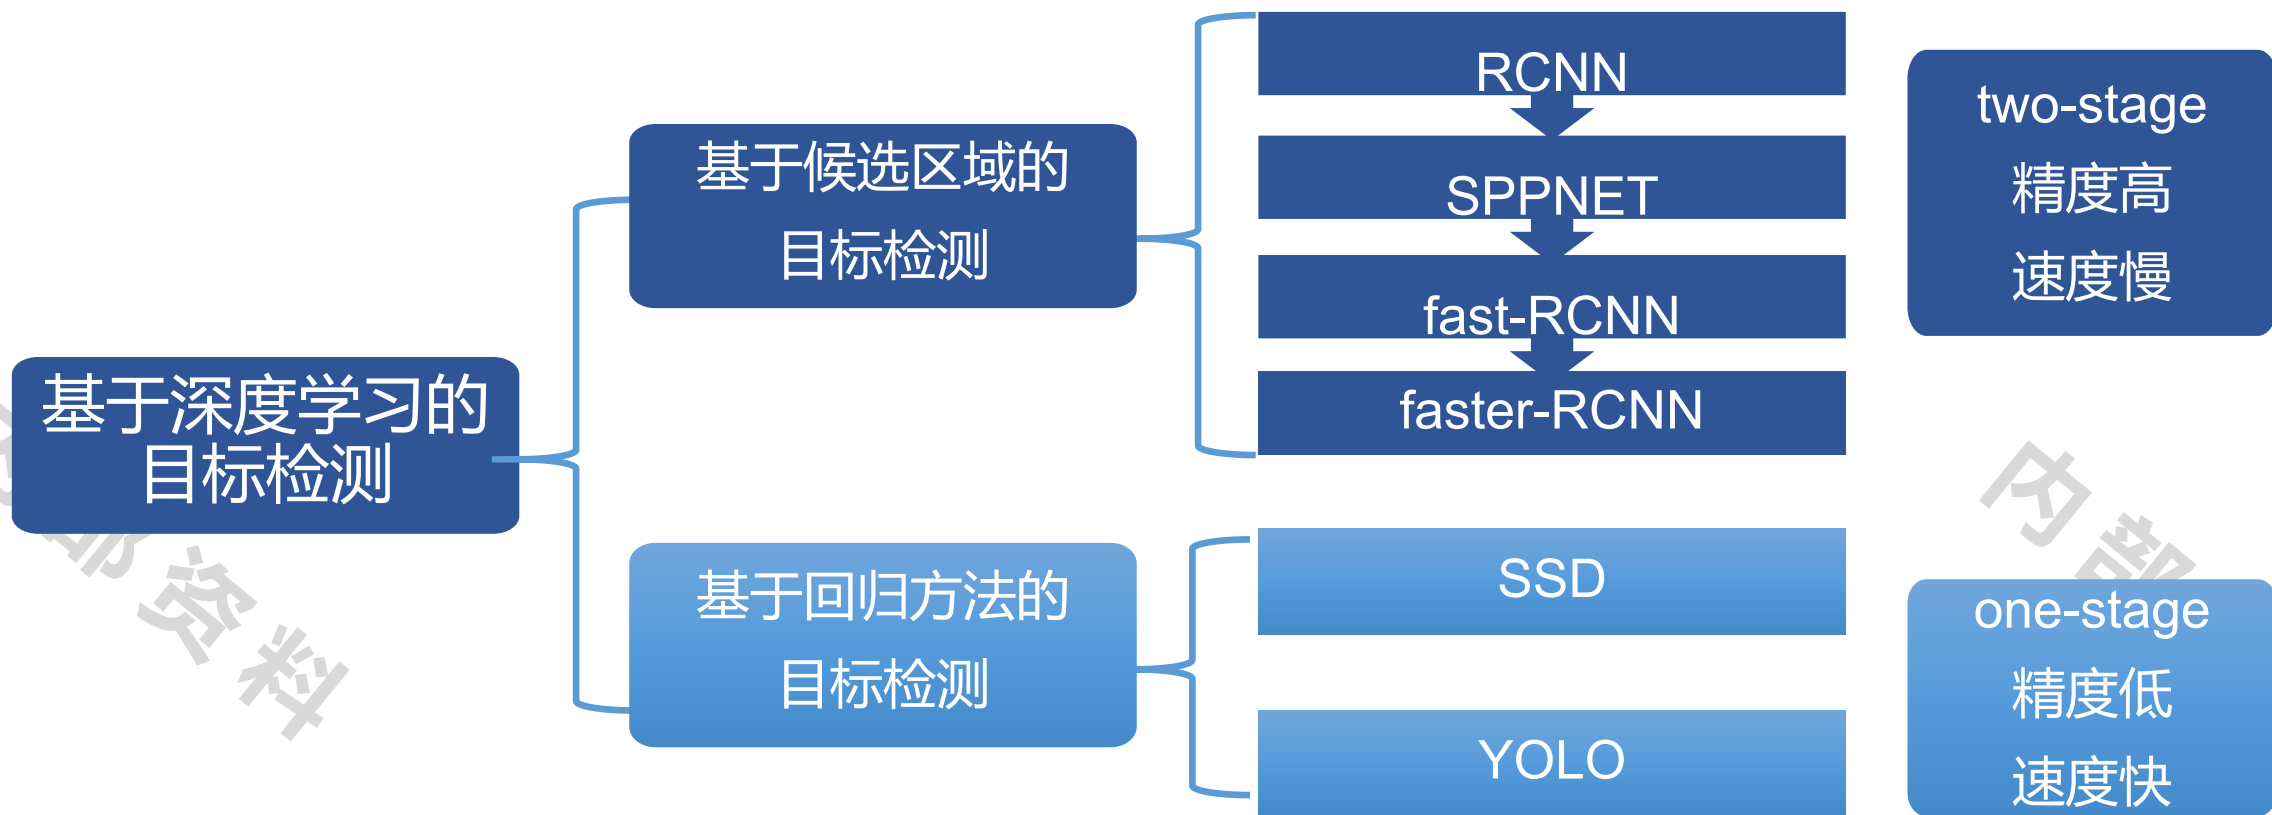 基于深度学习的
目标检测
基于候选区域的
目标检测
RCNN
SPPNET
fast-RCNN
faster-RCNN
two-stage
精度高
速度慢
基于回归方法的
目标检测
SSD
YOLO
one-stage
精度低
速度快
内部资料
内部